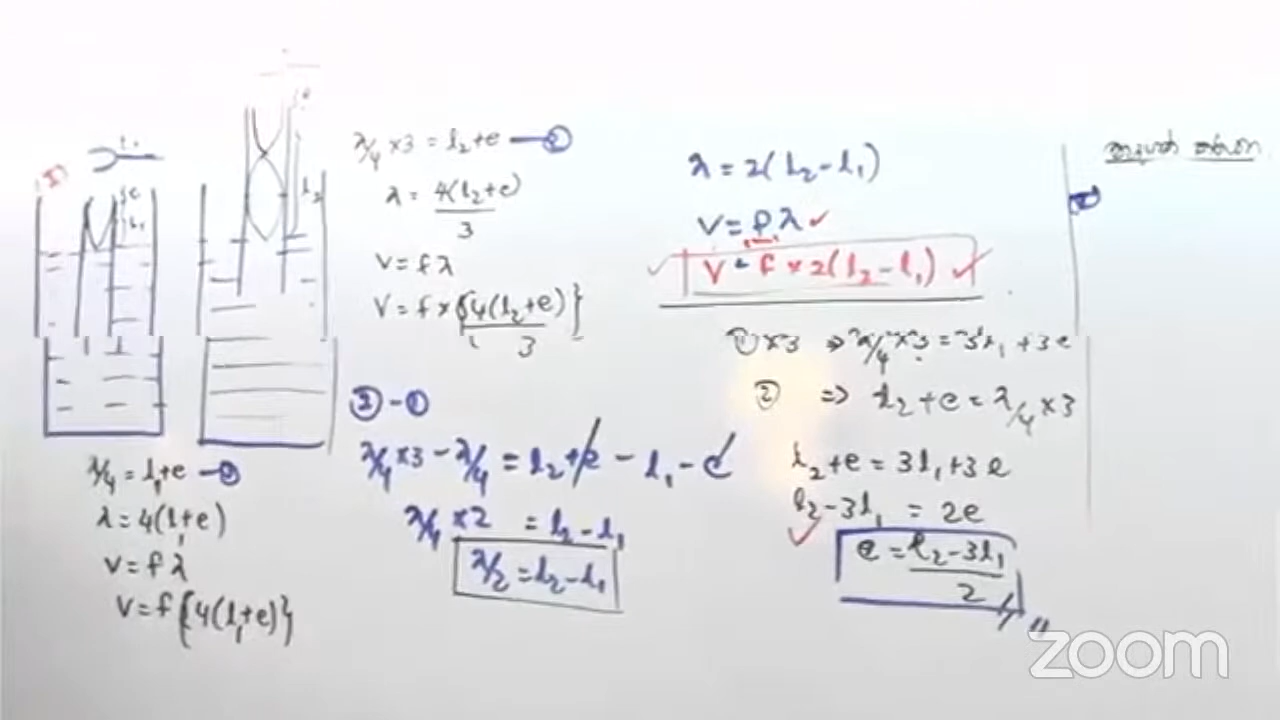 λ/4 = l₁+e — ①
λ = 4(l₁+e)
V = fλ
V = f{4(l₁+e)}
λ/4 ×3 = l₂+e — ②
λ = 4(l₂+e)/3
V = fλ
V = f×{4(l₂+e)/3}
② - ①
λ/4 ×3 - λ/4 = l₂+e - l₁ - e
λ/4 ×2 = l₂-l₁
λ/2 = l₂-l₁
λ = 2(l₂-l₁)
V = fλ ✓
V = f × 2(l₂-l₁) ✓
①×3 ⇒ λ/4 ×3 = 3l₁+3e
② ⇒ l₂+e = λ/4 ×3
l₂+e = 3l₁+3e
l₂-3l₁ = 2e
e = l₂-3l₁/2
zoom